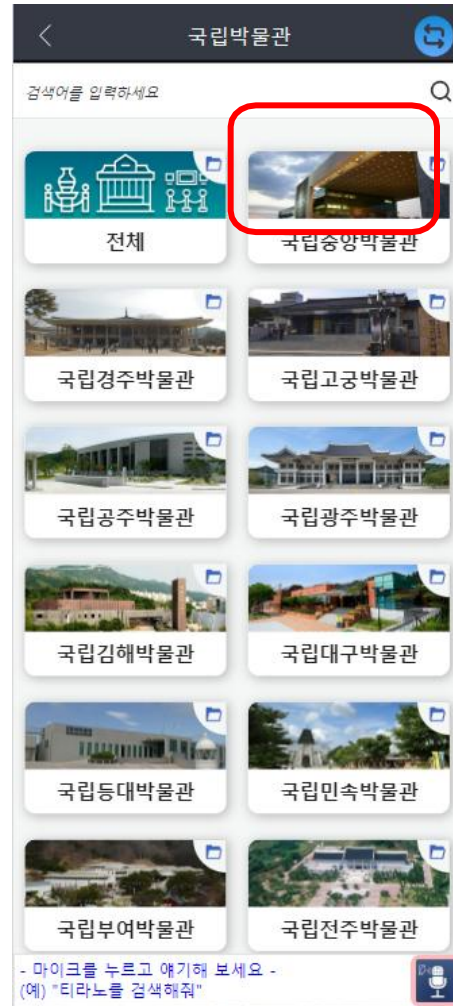 국립박물관
검색어를 입력하세요
전체
국립중앙박물관
국립경주박물관
국립고궁박물관
국립공주박물관
국립광주박물관
국립김해박물관
국립대구박물관
국립등대박물관
국립민속박물관
국립부여박물관
국립전주박물관
- 마이크를 누르고 얘기해 보세요 -
(예) "티라노를 검색해줘"